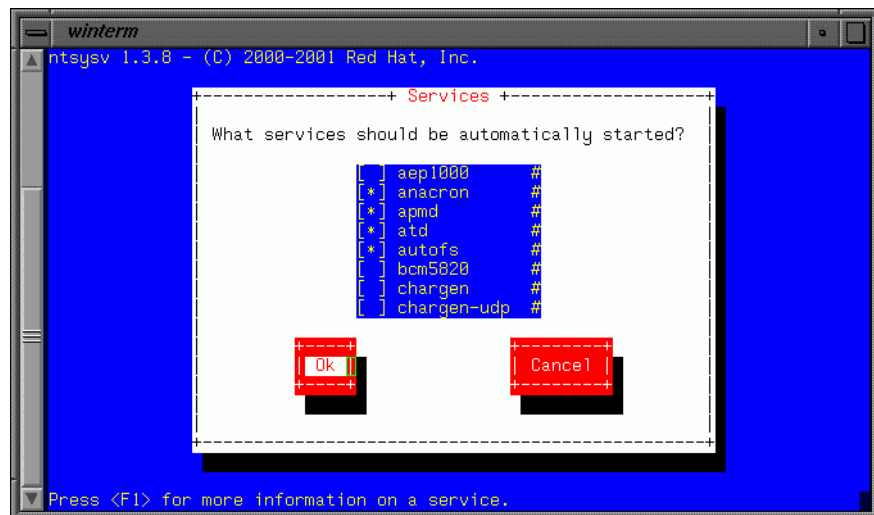 winterm
ntsysv 1.3.8 - (C) 2000-2001 Red Hat, Inc.
Services
What services should be automatically started?
[ ] aep1000 #
[*] anacron #
[*] apmd #
[*] atd #
[*] autofs #
[ ] bcm5820 #
[ ] chargen #
[ ] chargen-udp #
Ok Cancel
Press <F1> for more information on a service.